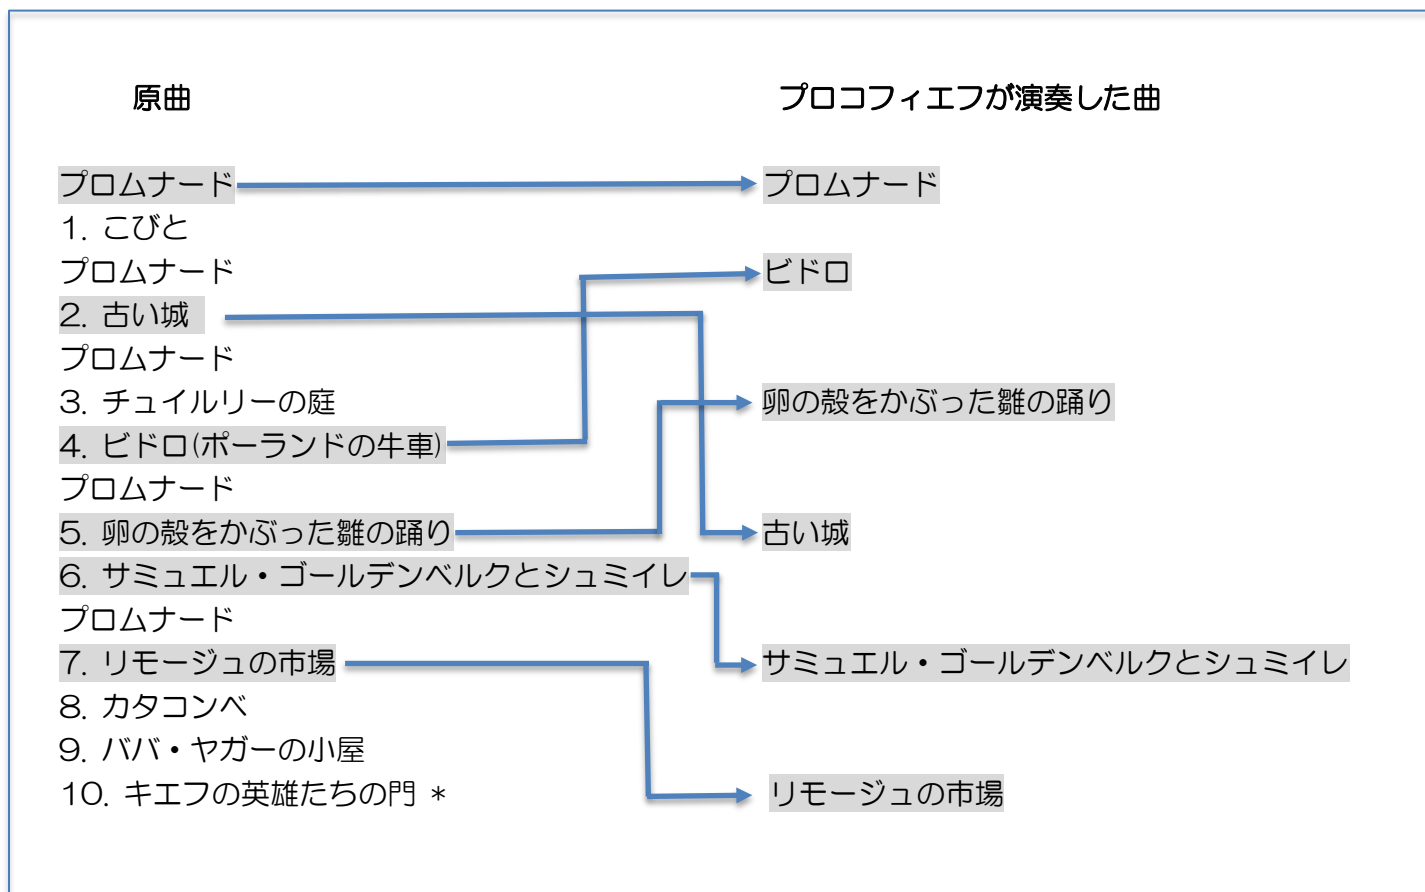 原曲
プロコフィエフが演奏した曲
プロムナード
プロムナード
1. こびと
プロムナード
ビドロ
2. 古い城
プロムナード
3. チュイルリーの庭
卵の殻をかぶった雛の踊り
4. ビドロ(ポーランドの牛車)
プロムナード
5. 卵の殻をかぶった雛の踊り
古い城
6. サミュエル・ゴールデンベルクとシュミイレ
プロムナード
7. リモージュの市場
サミュエル・ゴールデンベルクとシュミイレ
8. カタコンベ
9. ババ・ヤガーの小屋
10. キエフの英雄たちの門 *
リモージュの市場